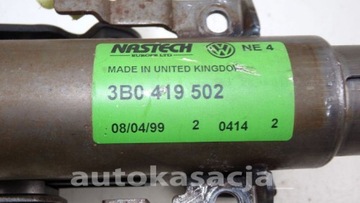 NASTECH
EUROPE LTD
NE 4
MADE IN UNITED KINGDOM
3B0 419 502
08/04/99 2 0414 2
autokasacja